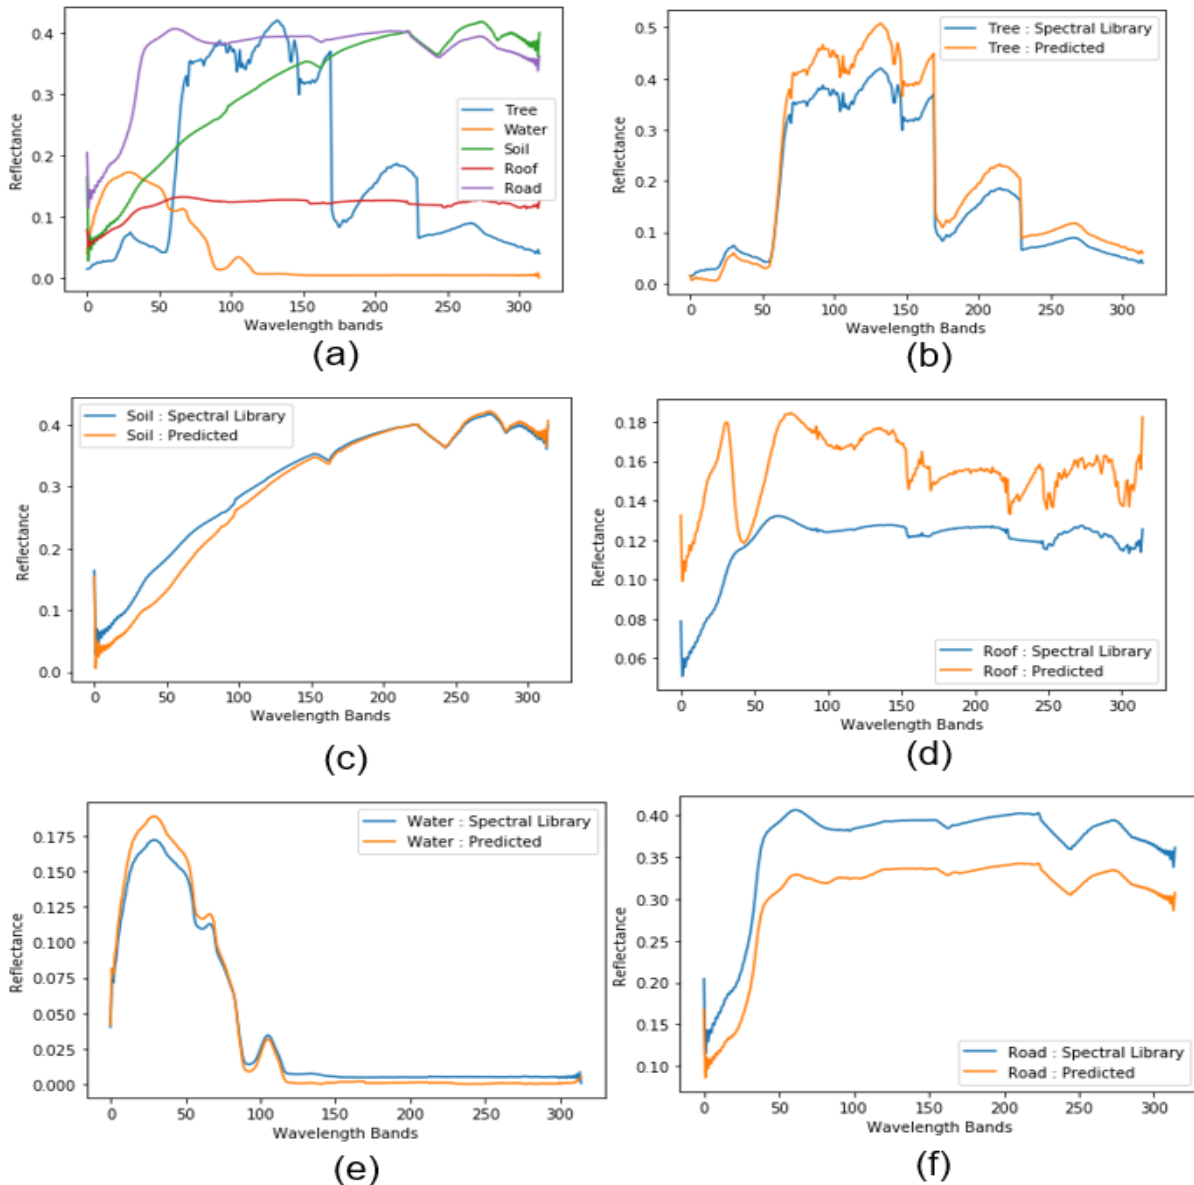 0.4
0.3
0.2
0.1
0.0
Reflectance
Tree
Water
Soil
Roof
Road
0 50 100 150 200 250 300
Wavelength bands
(a)
0.5
0.4
0.3
0.2
0.1
0.0
Reflectance
Tree : Spectral Library
Tree : Predicted
0 50 100 150 200 250 300
Wavelength Bands
(b)
0.4
0.3
0.2
0.1
0.0
Reflectance
Soil : Spectral Library
Soil : Predicted
0 50 100 150 200 250 300
Wavelength Bands
(c)
0.18
0.16
0.14
0.12
0.10
0.08
0.06
Reflectance
Roof : Spectral Library
Roof : Predicted
0 50 100 150 200 250 300
Wavelength Bands
(d)
0.175
0.150
0.125
0.100
0.075
0.050
0.025
0.000
Reflectance
Water : Spectral Library
Water : Predicted
0 50 100 150 200 250 300
Wavelength Bands
(e)
0.40
0.35
0.30
0.25
0.20
0.15
0.10
Reflectance
Road : Spectral Library
Road : Predicted
0 50 100 150 200 250 300
Wavelength Bands
(f)